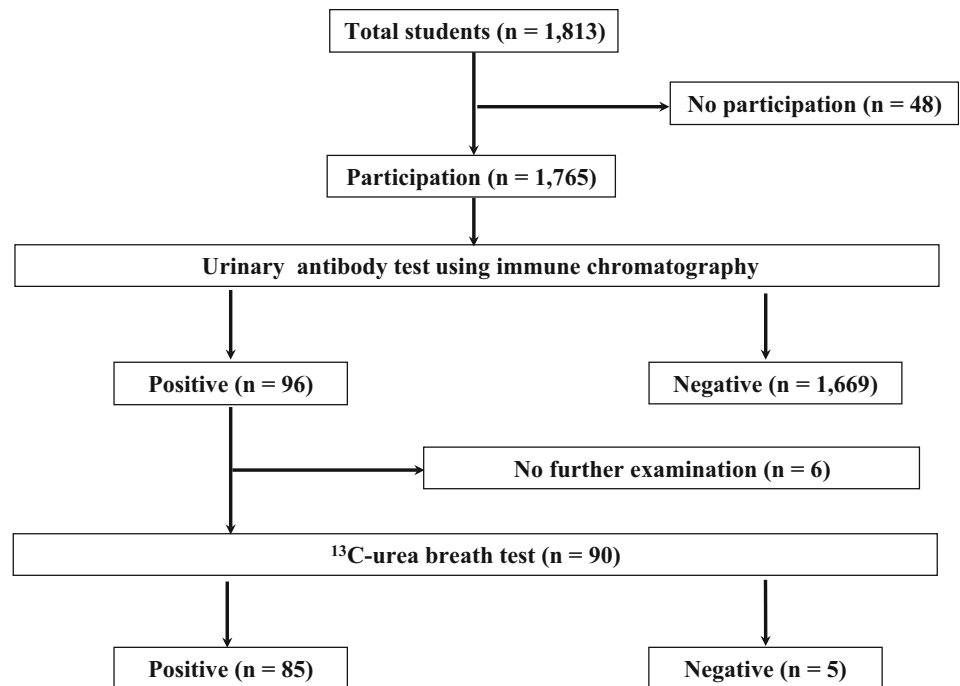 Total students (n = 1,813)
No participation (n = 48)
Participation (n = 1,765)
Urinary antibody test using immune chromatography
Positive (n = 96)
Negative (n = 1,669)
No further examination (n = 6)
¹³C-urea breath test (n = 90)
Positive (n = 85)
Negative (n = 5)